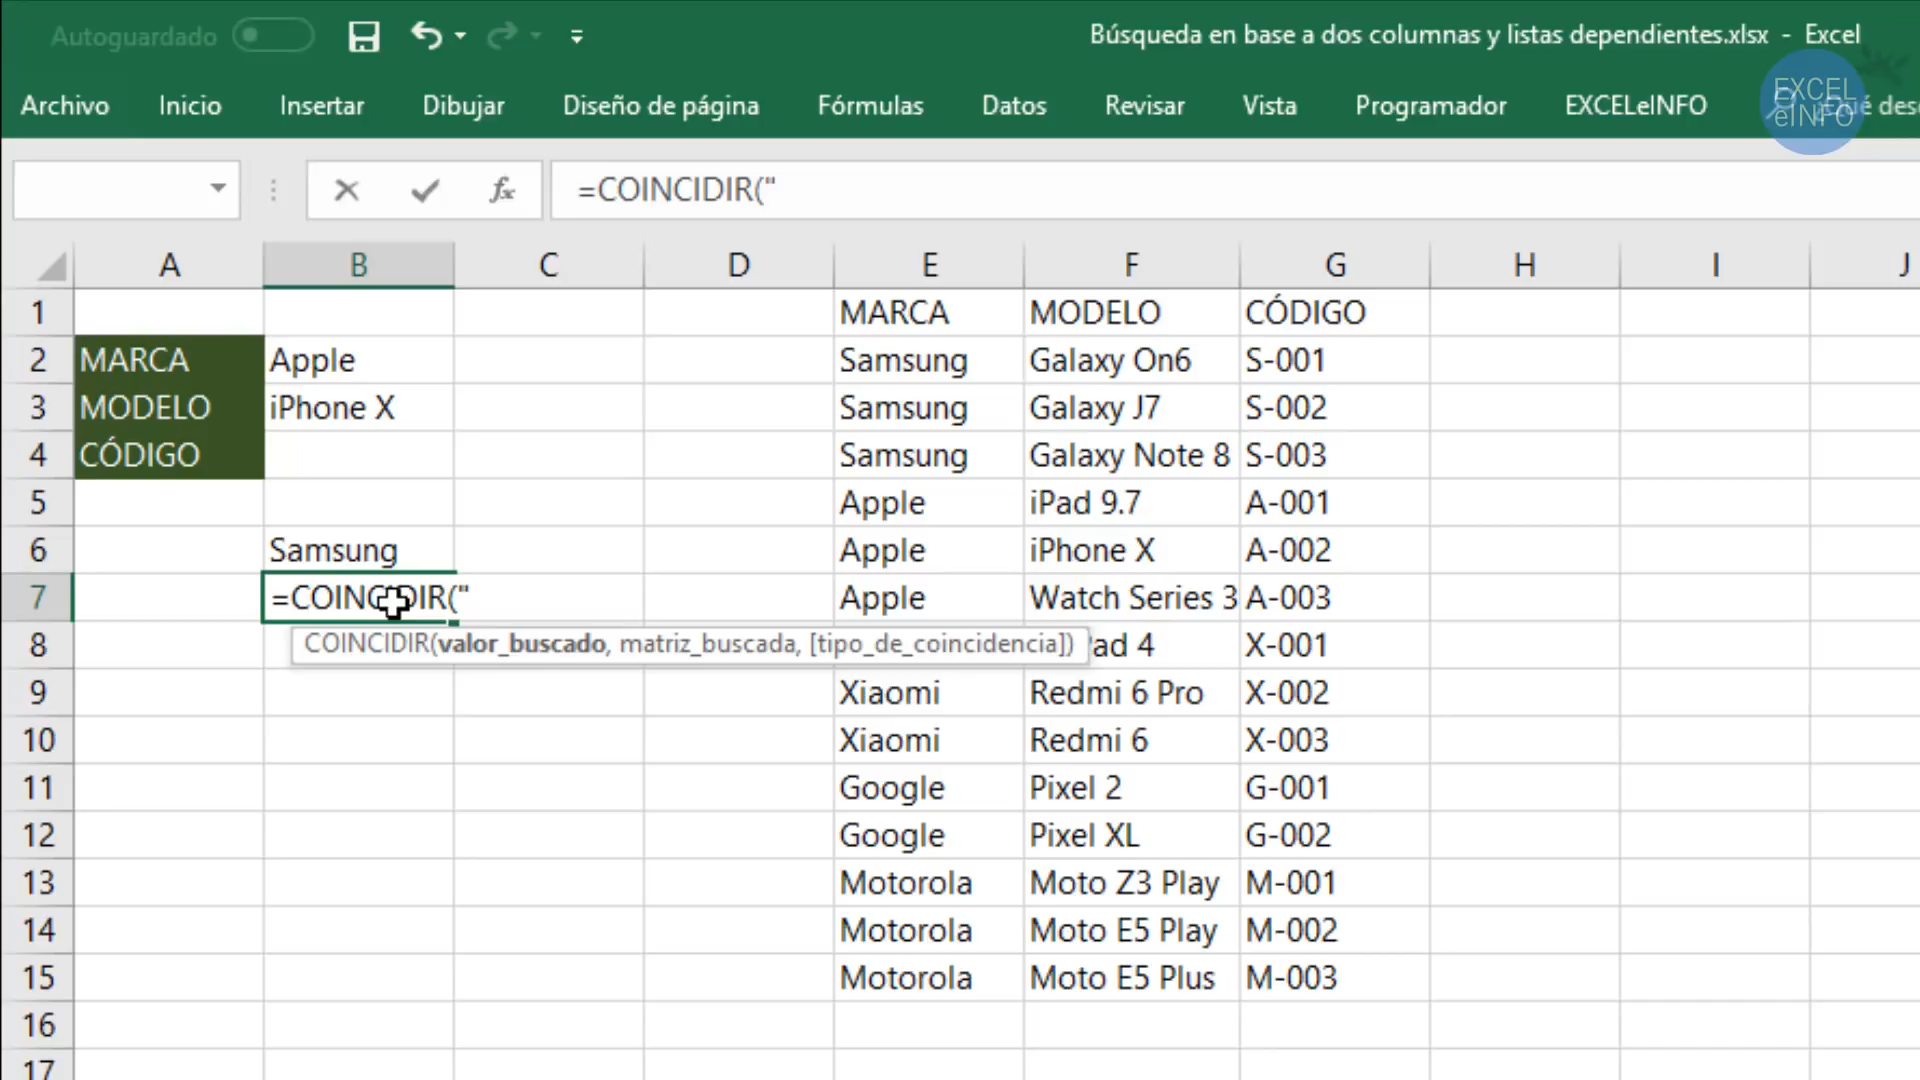 Autoguardado
Búsqueda en base a dos columnas y listas dependientes.xlsx - Excel
Archivo Inicio Insertar Dibujar Diseño de página Fórmulas Datos Revisar Vista Programador EXCELeINFO
EXCEL
eINFO
=COINCIDIR("
A B C D E F G H I J
1 MARCA MODELO CÓDIGO
2 MARCA Apple Samsung Galaxy On6 S-001
3 MODELO iPhone X Samsung Galaxy J7 S-002
4 CÓDIGO Samsung Galaxy Note 8 S-003
5 Apple iPad 9.7 A-001
6 Samsung Apple iPhone X A-002
7 =COINCIDIR(" Apple Watch Series 3 A-003
COINCIDIR(valor_buscado, matriz_buscada, [tipo_de_coincidencia])
8 Pad 4 X-001
9 Xiaomi Redmi 6 Pro X-002
10 Xiaomi Redmi 6 X-003
11 Google Pixel 2 G-001
12 Google Pixel XL G-002
13 Motorola Moto Z3 Play M-001
14 Motorola Moto E5 Play M-002
15 Motorola Moto E5 Plus M-003
16
17